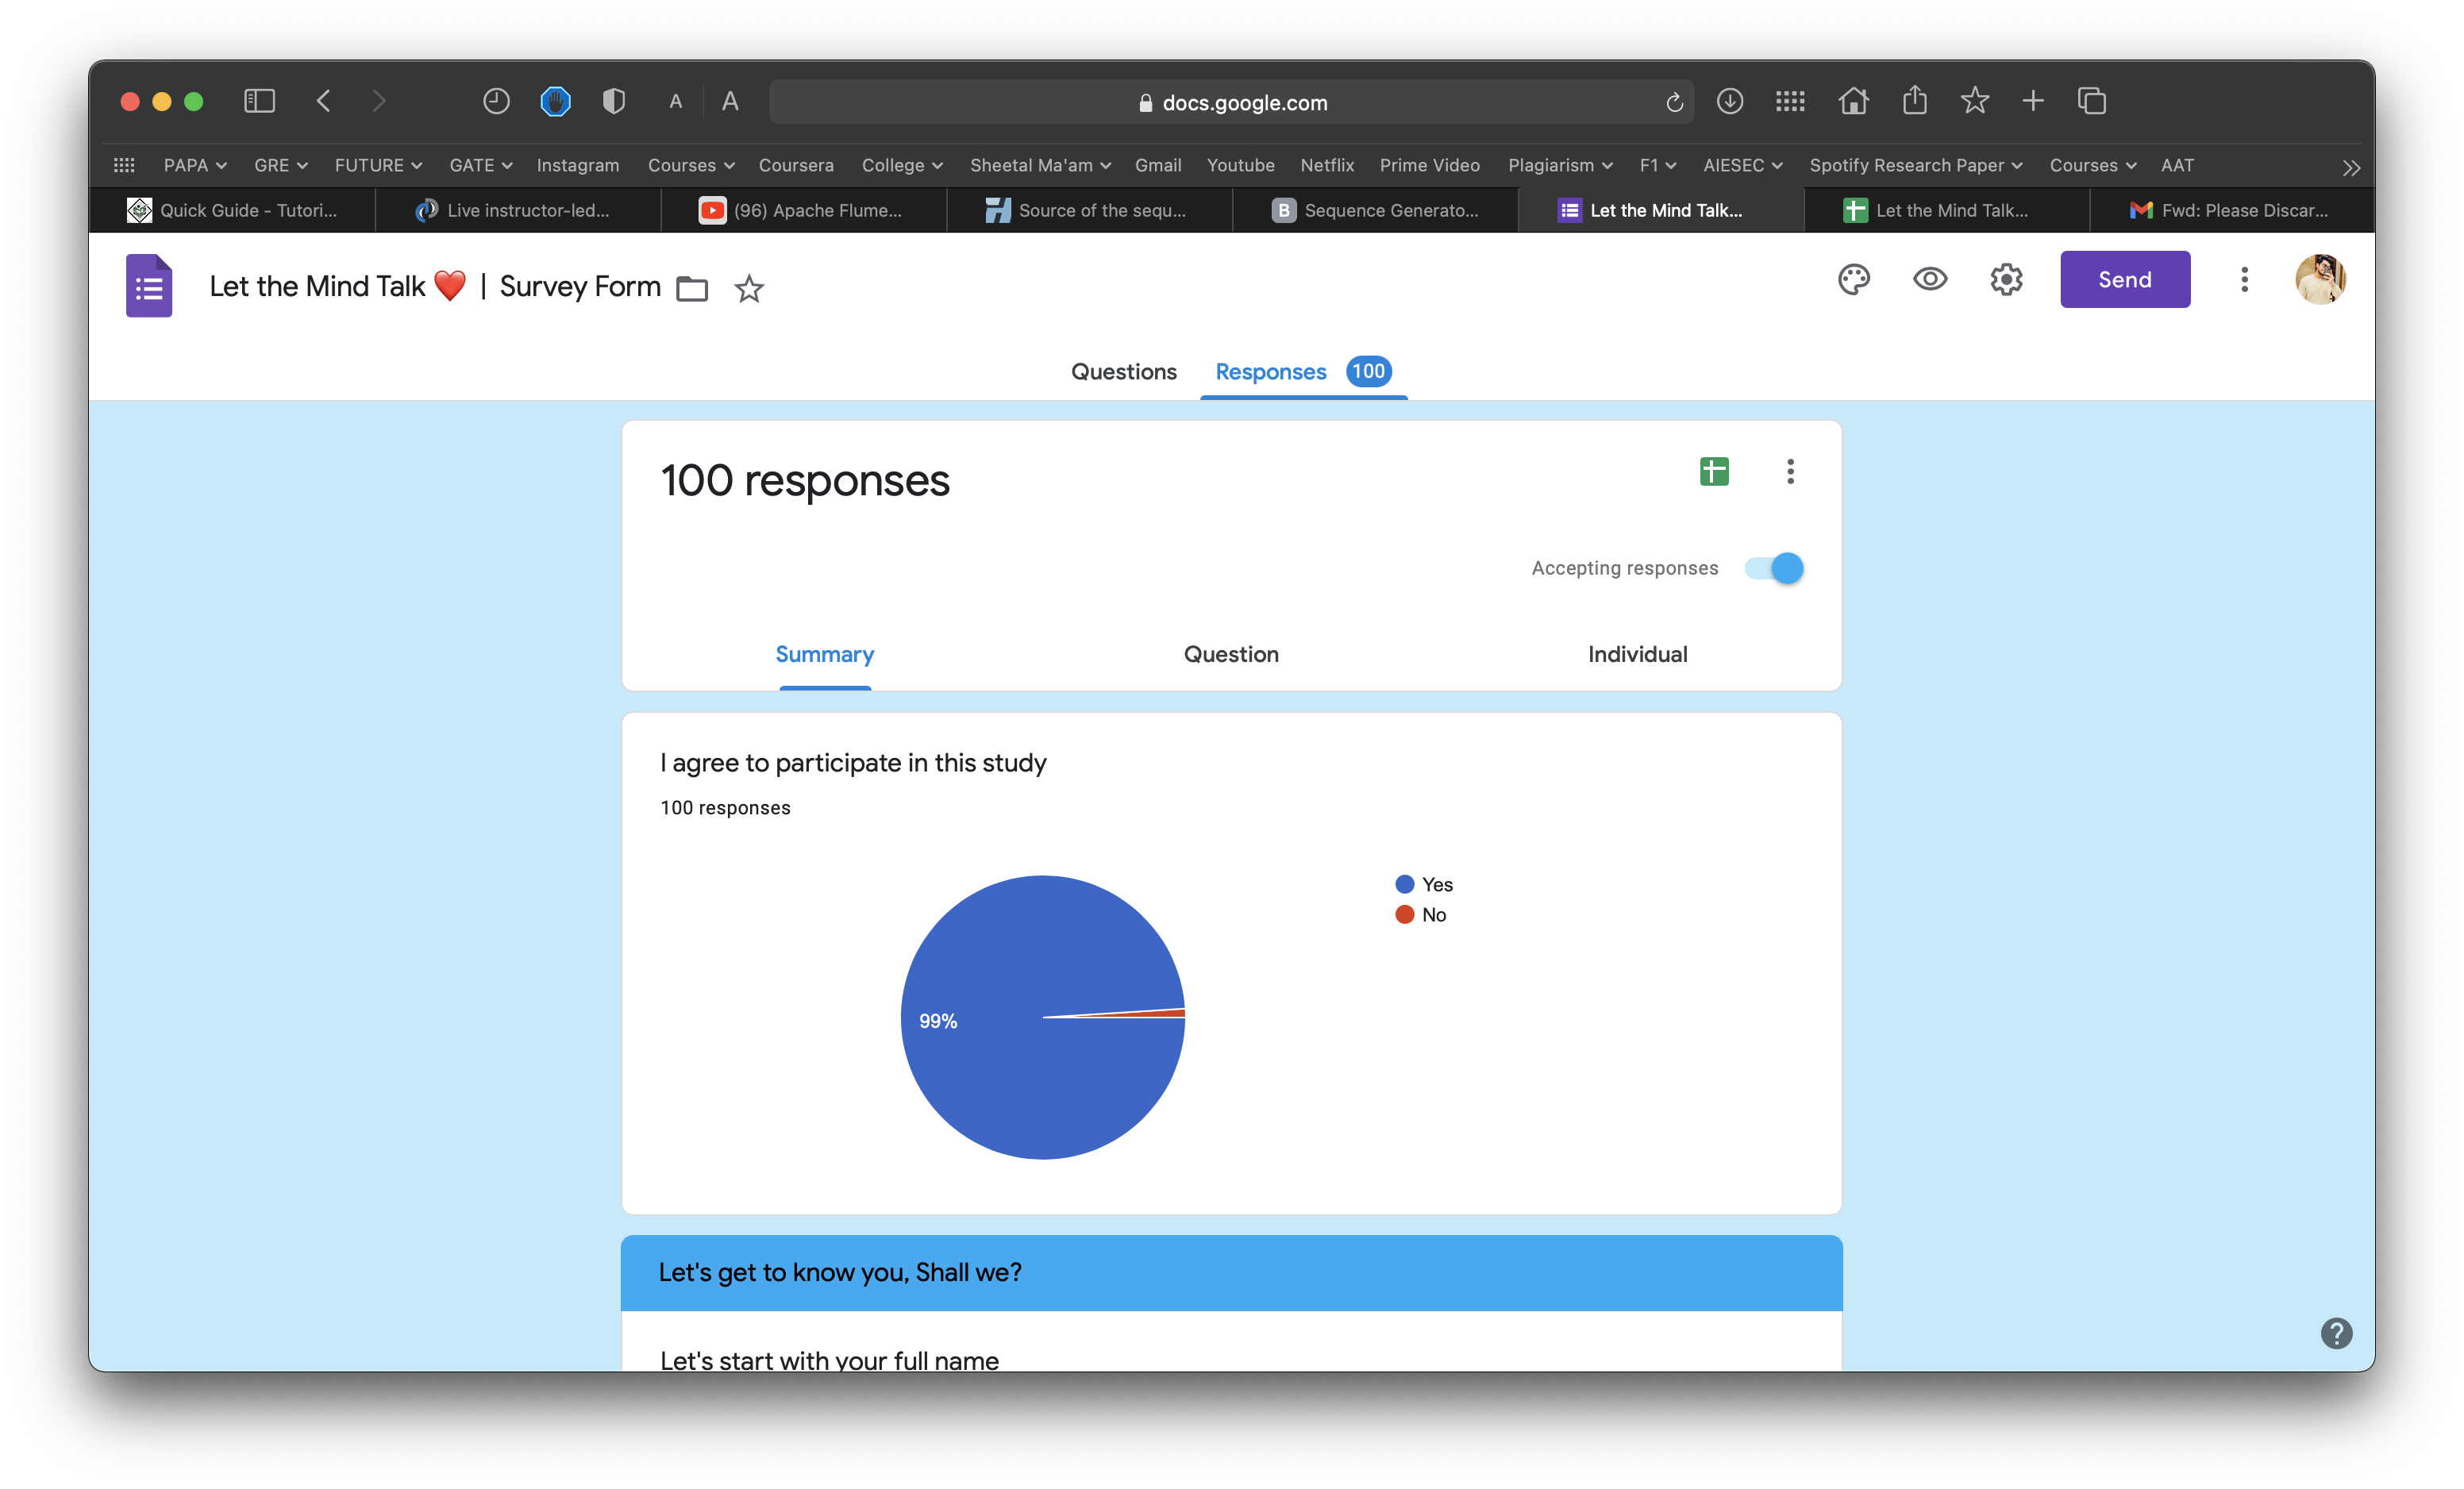 A A docs.google.com
PAPA GRE FUTURE GATE Instagram Courses Coursera College Sheetal Ma'am Gmail Youtube Netflix Prime Video Plagiarism F1 AIESEC Spotify Research Paper Courses AAT
Quick Guide - Tutori... Live instructor-led... (96) Apache Flume... Source of the sequ... B Sequence Generato... Let the Mind Talk... Let the Mind Talk... Fwd: Please Discar...
Let the Mind Talk ❤️ | Survey Form
Send
Questions Responses 100
100 responses
Accepting responses
Summary Question Individual
I agree to participate in this study
100 responses
Yes
No
99%
Let's get to know you, Shall we?
Let's start with your full name